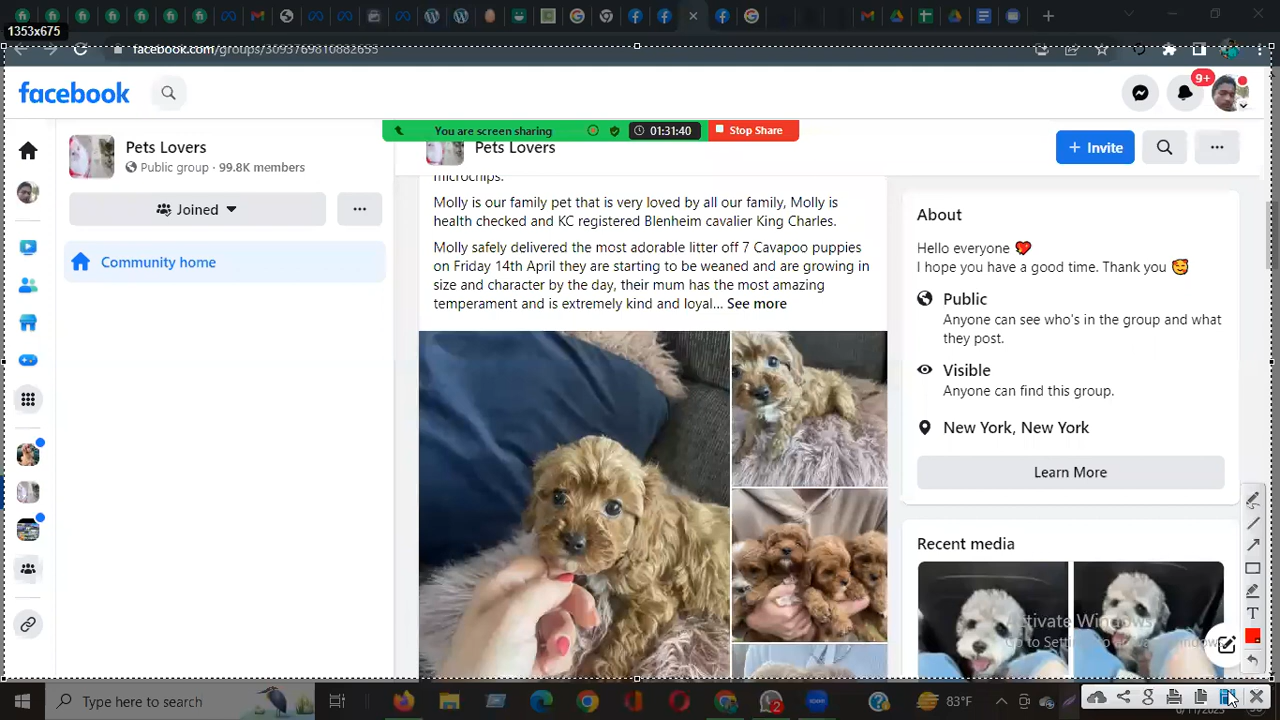 1353x675
facebook.com/groups/3093769810882655
facebook
9+
You are screen sharing
01:31:40
Stop Share
Pets Lovers
Public group · 99.8K members
Joined
Community home
Pets Lovers
Invite
microchips.
Molly is our family pet that is very loved by all our family, Molly is
health checked and KC registered Blenheim cavalier King Charles.
Molly safely delivered the most adorable litter off 7 Cavapoo puppies
on Friday 14th April they are starting to be weaned and are growing in
size and character by the day, their mum has the most amazing
temperament and is extremely kind and loyal... See more
About
Hello everyone 💖
I hope you have a good time. Thank you 🥰
Public
Anyone can see who's in the group and what
they post.
Visible
Anyone can find this group.
New York, New York
Learn More
Recent media
Activate Windows
Type here to search
83°F